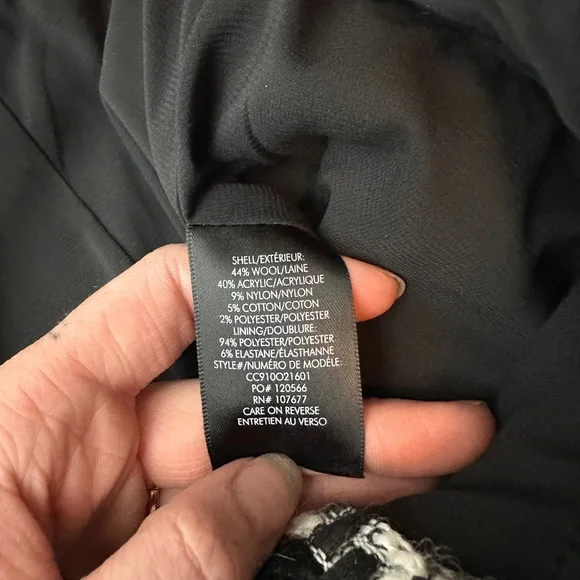 SHELL/EXTÉRIEUR:
44% WOOL/LAINE
40% ACRYLIC/ACRYLIQUE
9% NYLON/NYLON
5% COTTON/COTON
2% POLYESTER/POLYESTER
LINING/DOUBLURE:
94% POLYESTER/POLYESTER
6% ELASTANE/ÉLASTHANNE
STYLE#/NUMÉRO DE MODÈLE:
CC910O21601
PO# 120566
RN# 107677
CARE ON REVERSE
ENTRETIEN AU VERSO